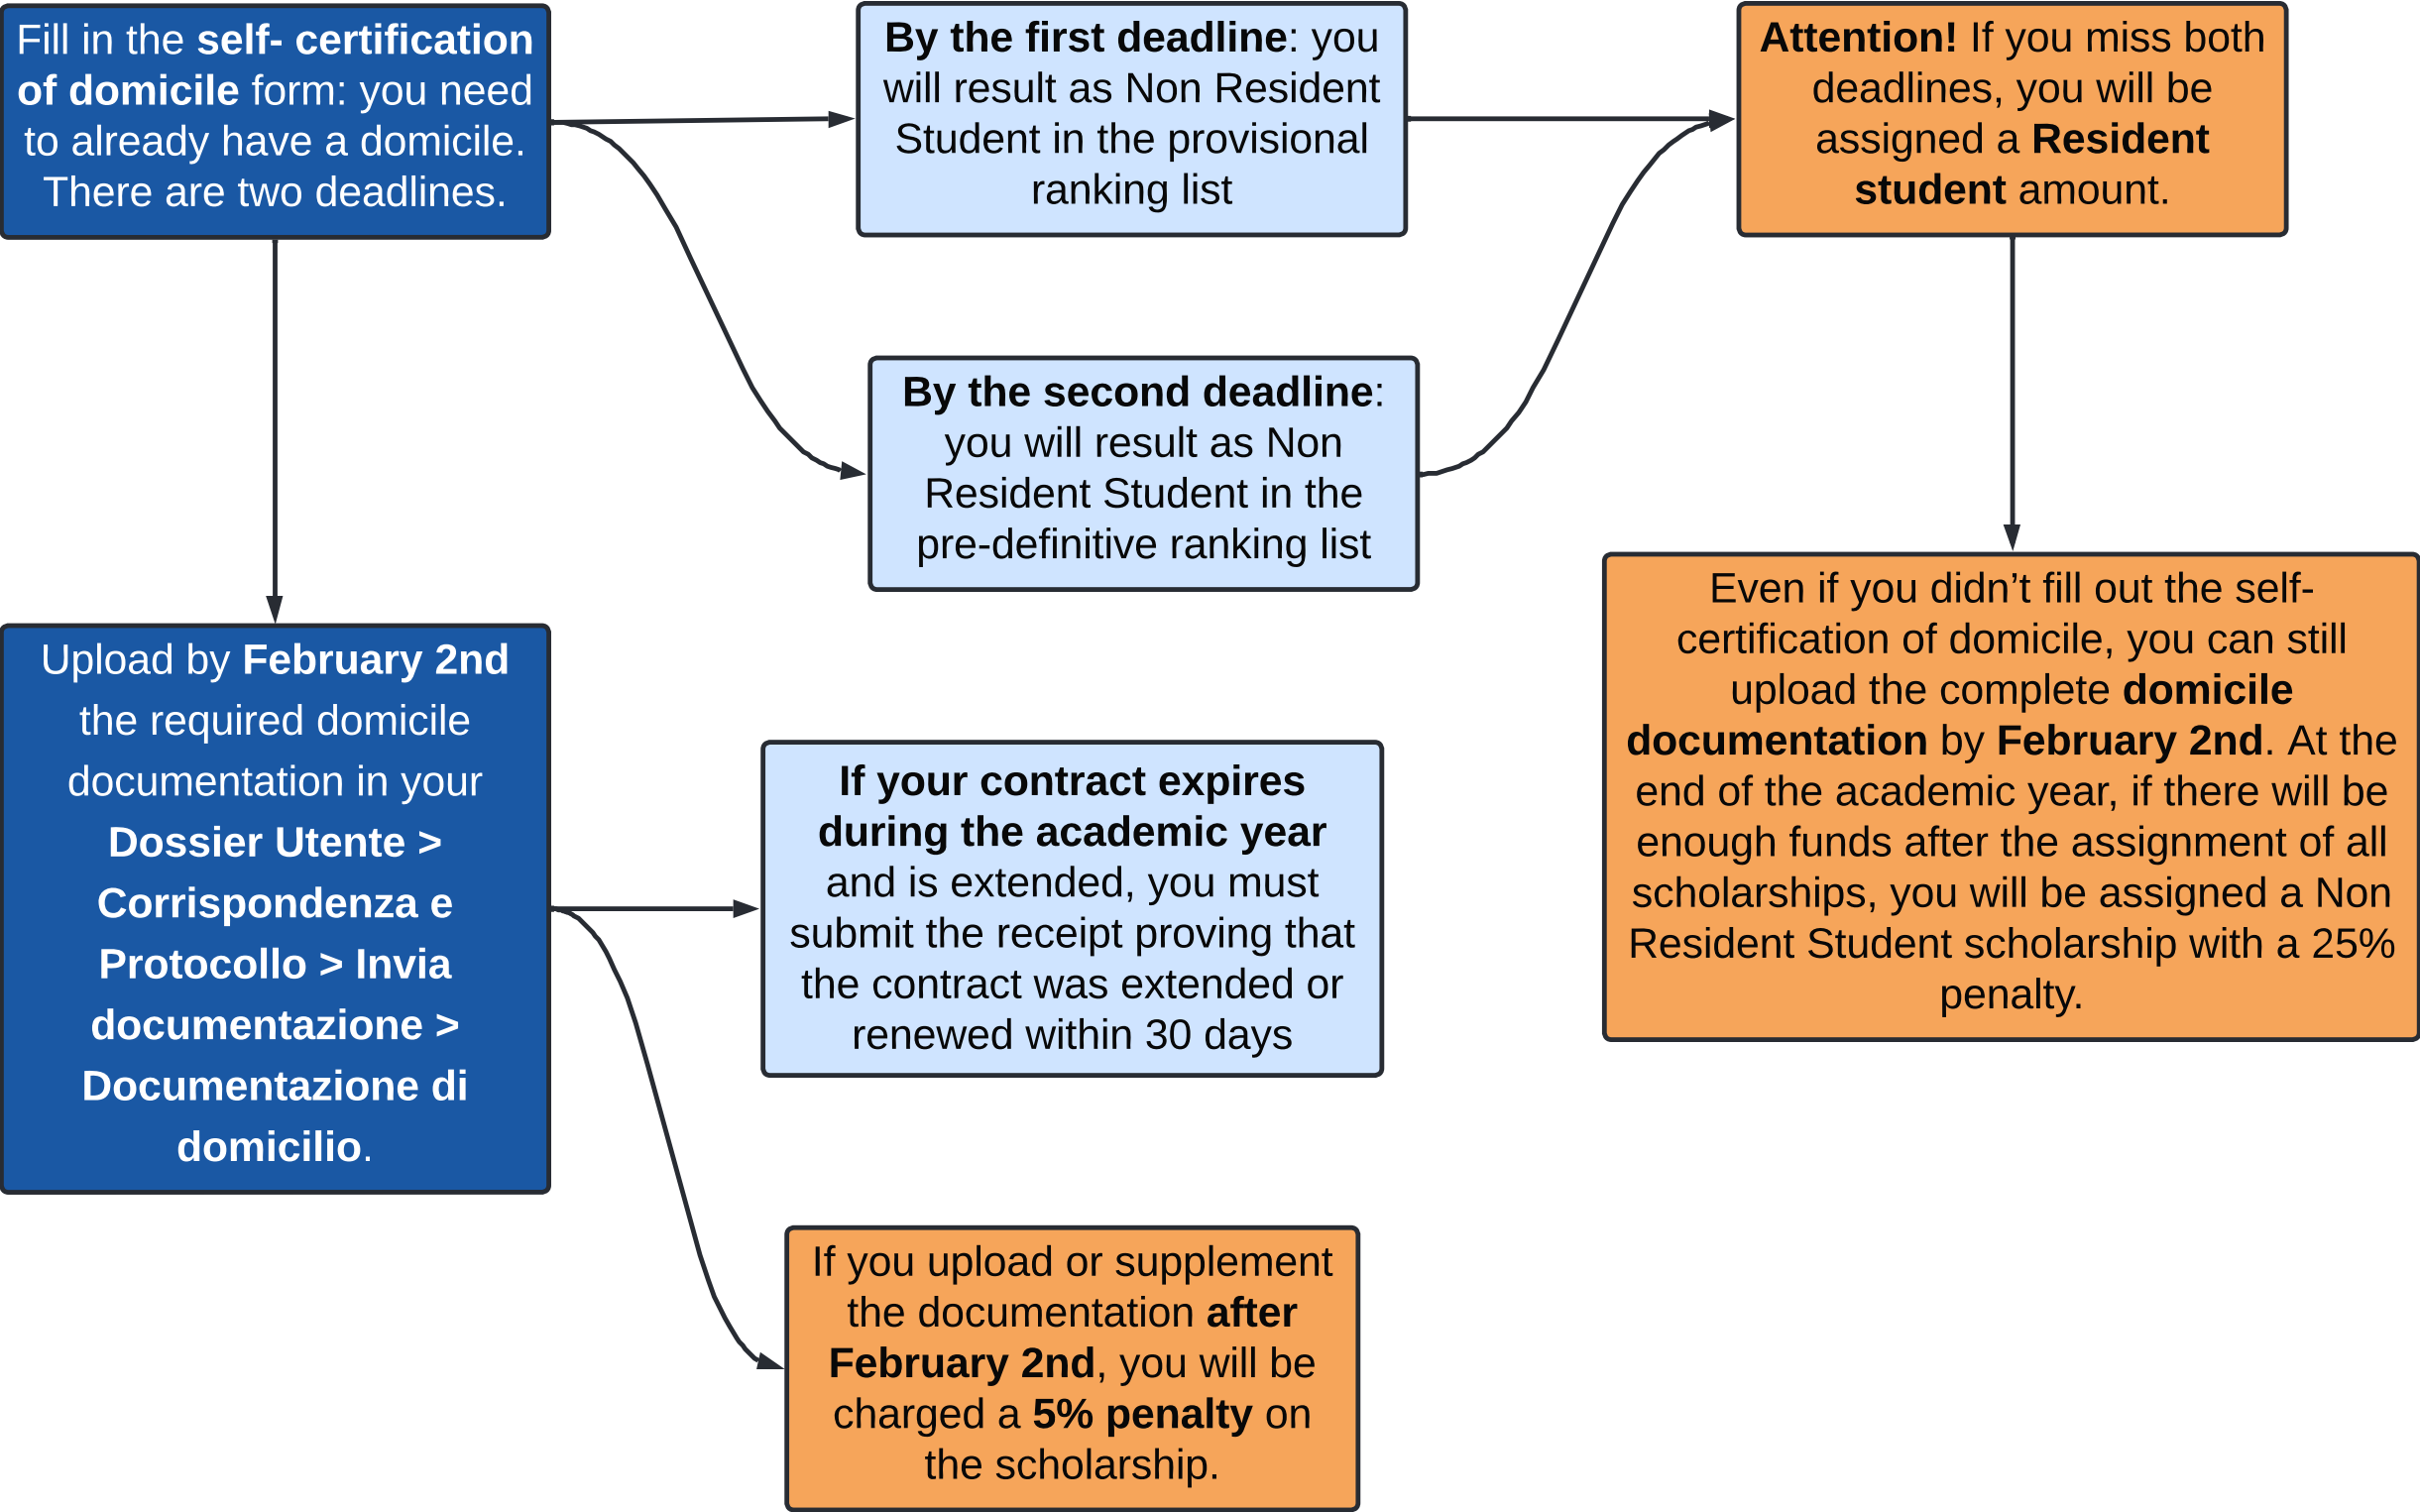 Fill in the self- certification
of domicile form: you need
to already have a domicile.
There are two deadlines.
By the first deadline: you
will result as Non Resident
Student in the provisional
ranking list
Attention! If you miss both
deadlines, you will be
assigned a Resident
student amount.
By the second deadline:
you will result as Non
Resident Student in the
pre-definitive ranking list
Even if you didn’t fill out the self-
certification of domicile, you can still
upload the complete domicile
documentation by February 2nd. At the
end of the academic year, if there will be
enough funds after the assignment of all
scholarships, you will be assigned a Non
Resident Student scholarship with a 25%
penalty.
Upload by February 2nd
the required domicile
documentation in your
Dossier Utente >
Corrispondenza e
Protocollo > Invia
documentazione >
Documentazione di
domicilio.
If your contract expires
during the academic year
and is extended, you must
submit the receipt proving that
the contract was extended or
renewed within 30 days
If you upload or supplement
the documentation after
February 2nd, you will be
charged a 5% penalty on
the scholarship.